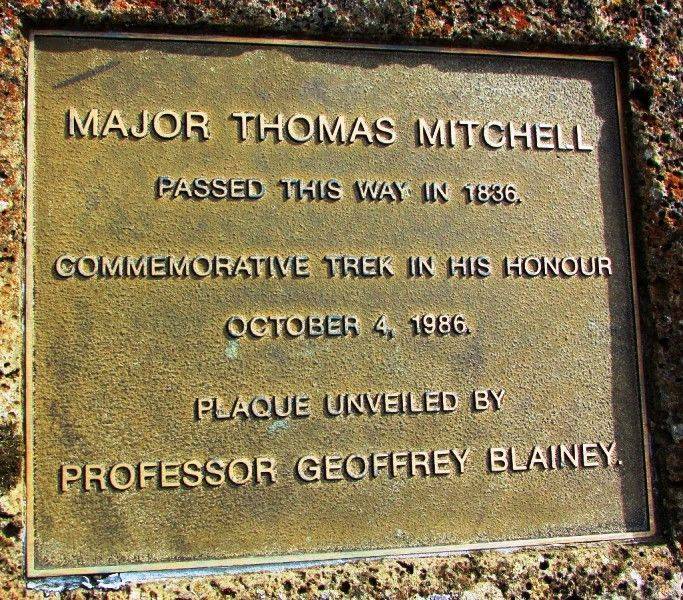 MAJOR THOMAS MITCHELL
PASSED THIS WAY IN 1836.
COMMEMORATIVE TREK IN HIS HONOUR
OCTOBER 4, 1986.
PLAQUE UNVEILED BY
PROFESSOR GEOFFREY BLAINEY.